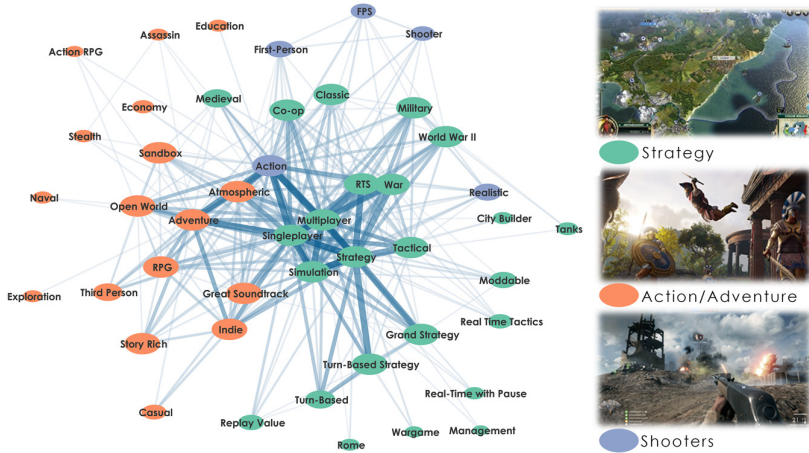 FPS
Education
Assassin
Shooter
Action RPG
First-Person
Classic
Medieval
Co-op
Military
Economy
World War II
Stealth
Sandbox
Action
RTS
War
Atmospheric
Realistic
Naval
Open World
Adventure
Multiplayer
City Builder
Tanks
Singleplayer
Tactical
Strategy
RPG
Simulation
Moddable
Exploration
Third Person
Great Soundtrack
Real Time Tactics
Indie
Grand Strategy
Story Rich
Turn-Based Strategy
Turn-Based
Real-Time with Pause
Casual
Replay Value
Wargame
Management
Rome
Strategy
Action/Adventure
Shooters